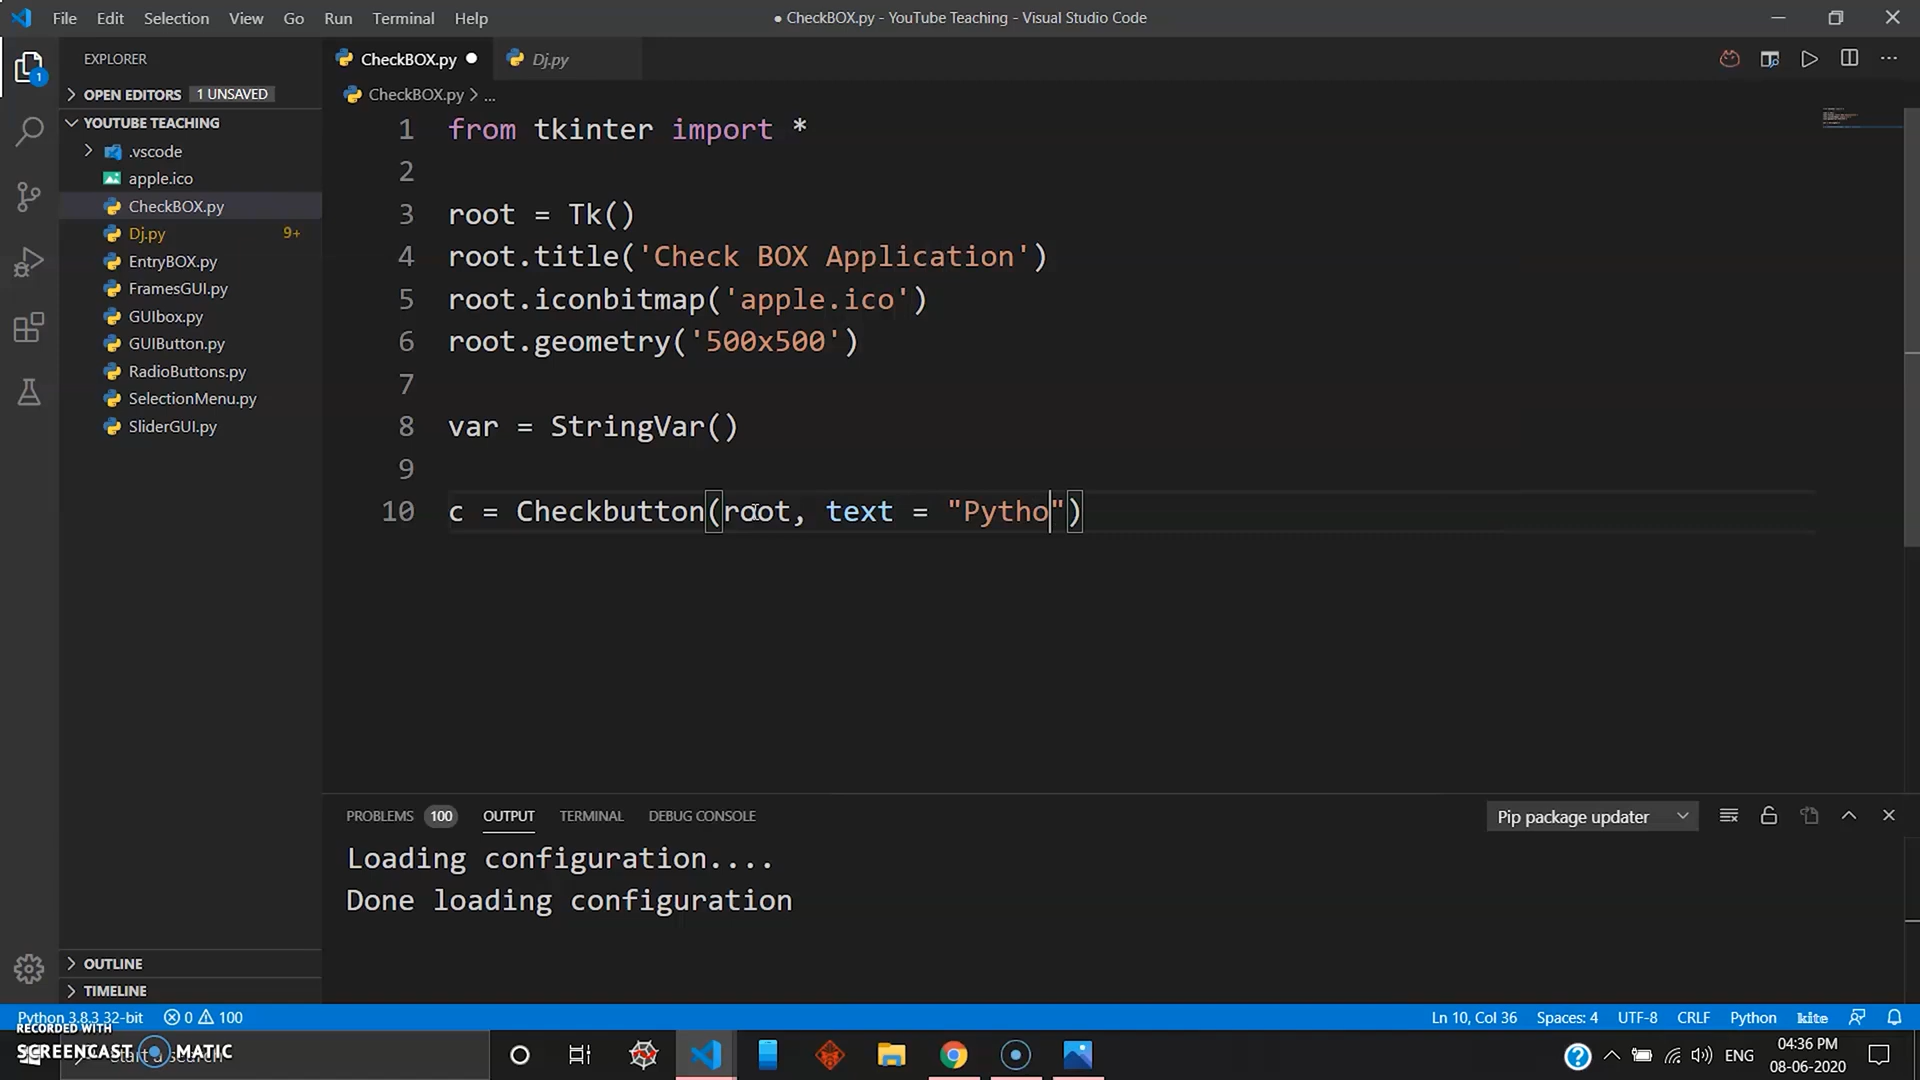 File Edit Selection View Go Run Terminal Help
● CheckBOX.py - YouTube Teaching - Visual Studio Code
EXPLORER
OPEN EDITORS 1 UNSAVED
YOUTUBE TEACHING
.vscode
apple.ico
CheckBOX.py
Dj.py 9+
EntryBOX.py
FramesGUI.py
GUIbox.py
GUIButton.py
RadioButtons.py
SelectionMenu.py
SliderGUI.py
OUTLINE
TIMELINE
1
CheckBOX.py ● Dj.py
CheckBOX.py > ...
1 from tkinter import *
2
3 root = Tk()
4 root.title('Check BOX Application')
5 root.iconbitmap('apple.ico')
6 root.geometry('500x500')
7
8 var = StringVar()
9
10 c = Checkbutton(root, text = "Pytho")
PROBLEMS 100 OUTPUT TERMINAL DEBUG CONSOLE
Pip package updater
Loading configuration....
Done loading configuration
Python 3.8.3 32-bit 0 100
Ln 10, Col 36 Spaces: 4 UTF-8 CRLF Python kite
RECORDED WITH
SCREENCAST MATIC
ENG
04:36 PM
08-06-2020